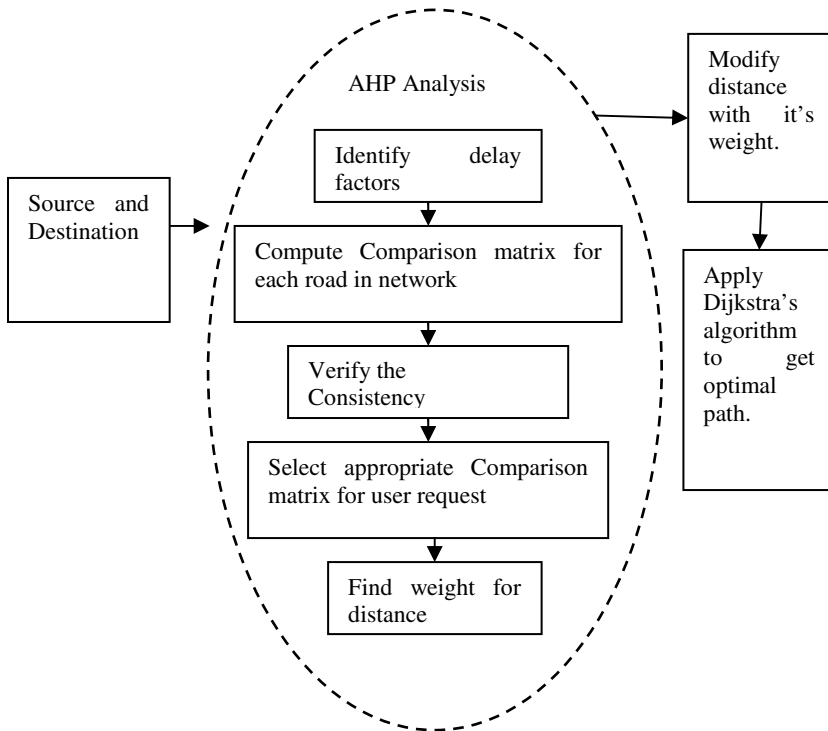 Source and
Destination
AHP Analysis
Identify delay
factors
Compute Comparison matrix for
each road in network
Verify the
Consistency
Select appropriate Comparison
matrix for user request
Find weight for
distance
Modify
distance
with it's
weight.
Apply
Dijkstra's
algorithm
to get
optimal
path.